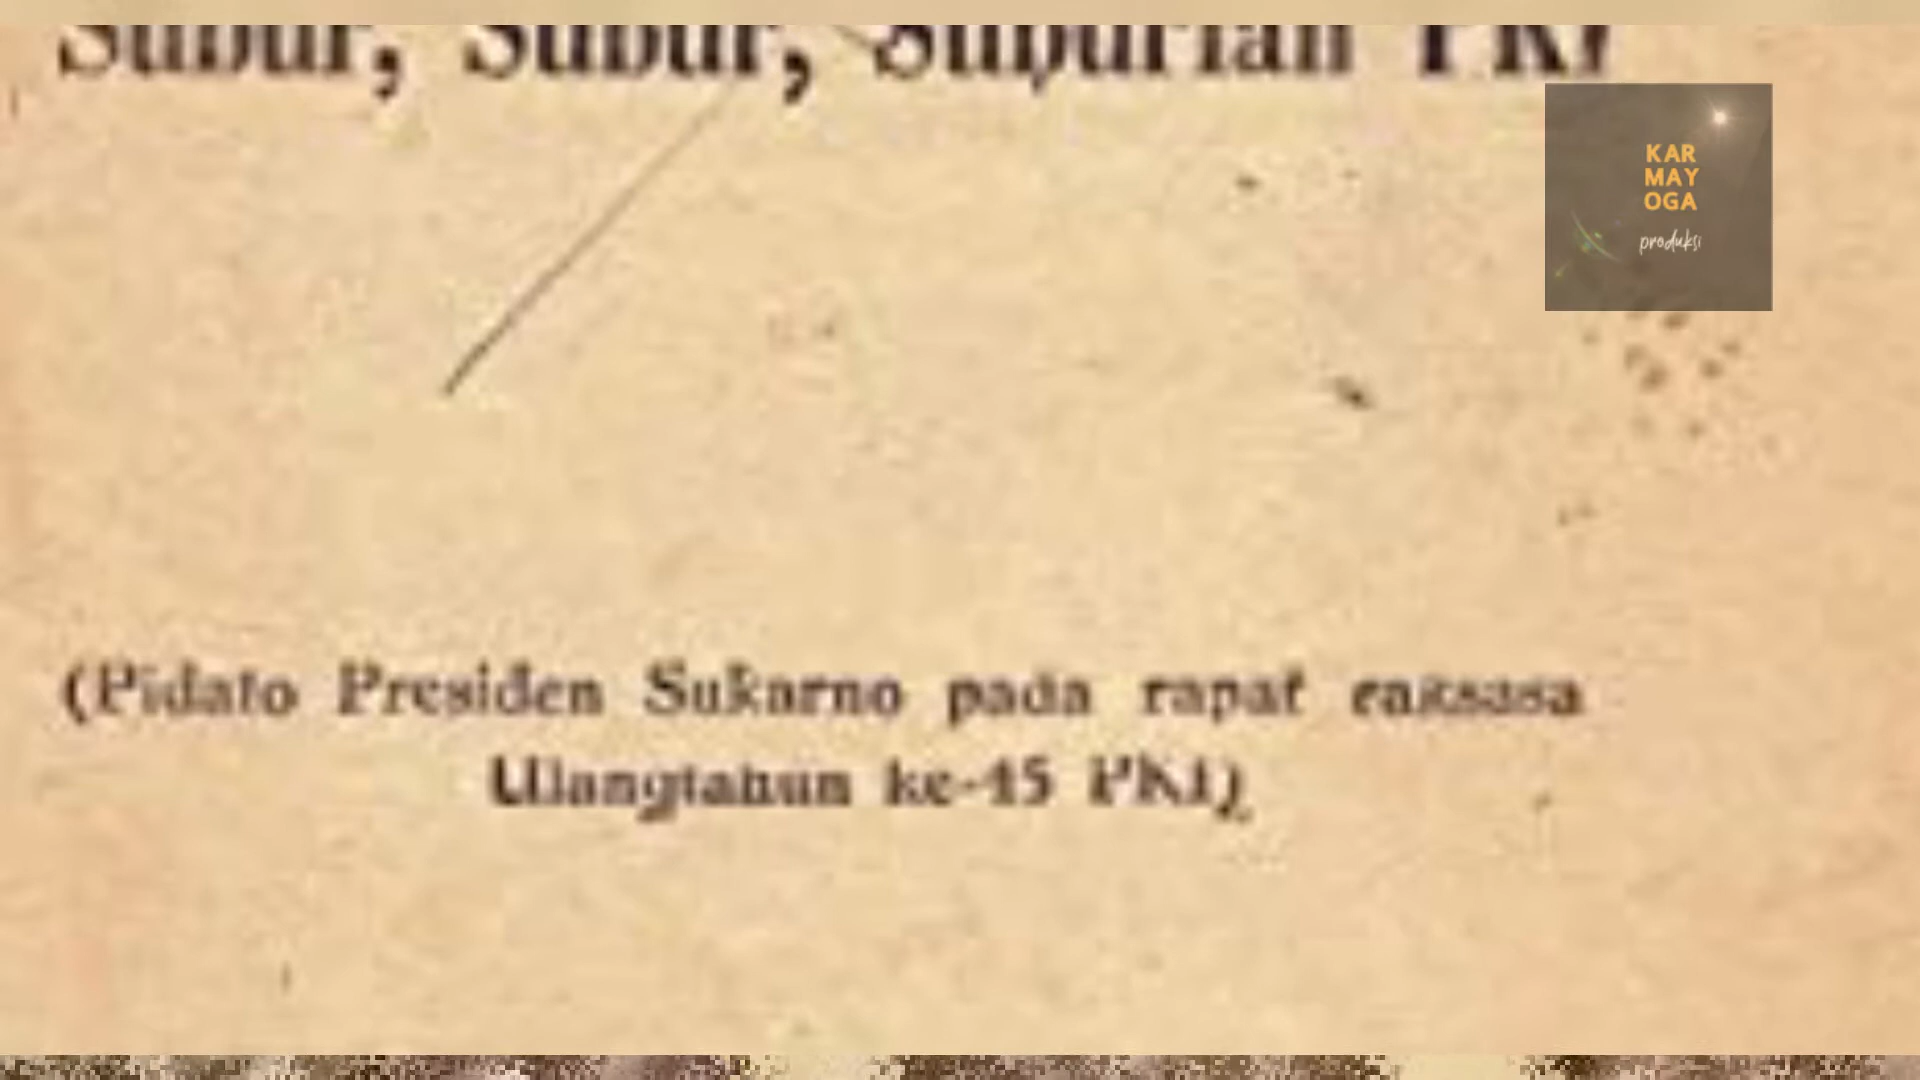 Subur, Subur, Suburlah PKI
KAR
MAY
OGA
produksi
(Pidato Presiden Sukarno pada rapat raksasa
Ulangtahun ke-45 PKI)